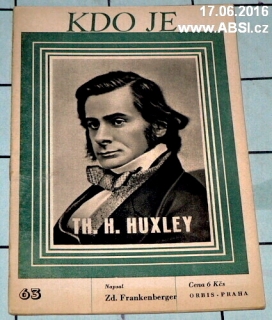 17.06.2016
www.ABSI.cz
KDO JE
TH. H. HUXLEY
63
Napsal
Zd. Frankenberger
Cena 6 Kčs
ORBIS - PRAHA